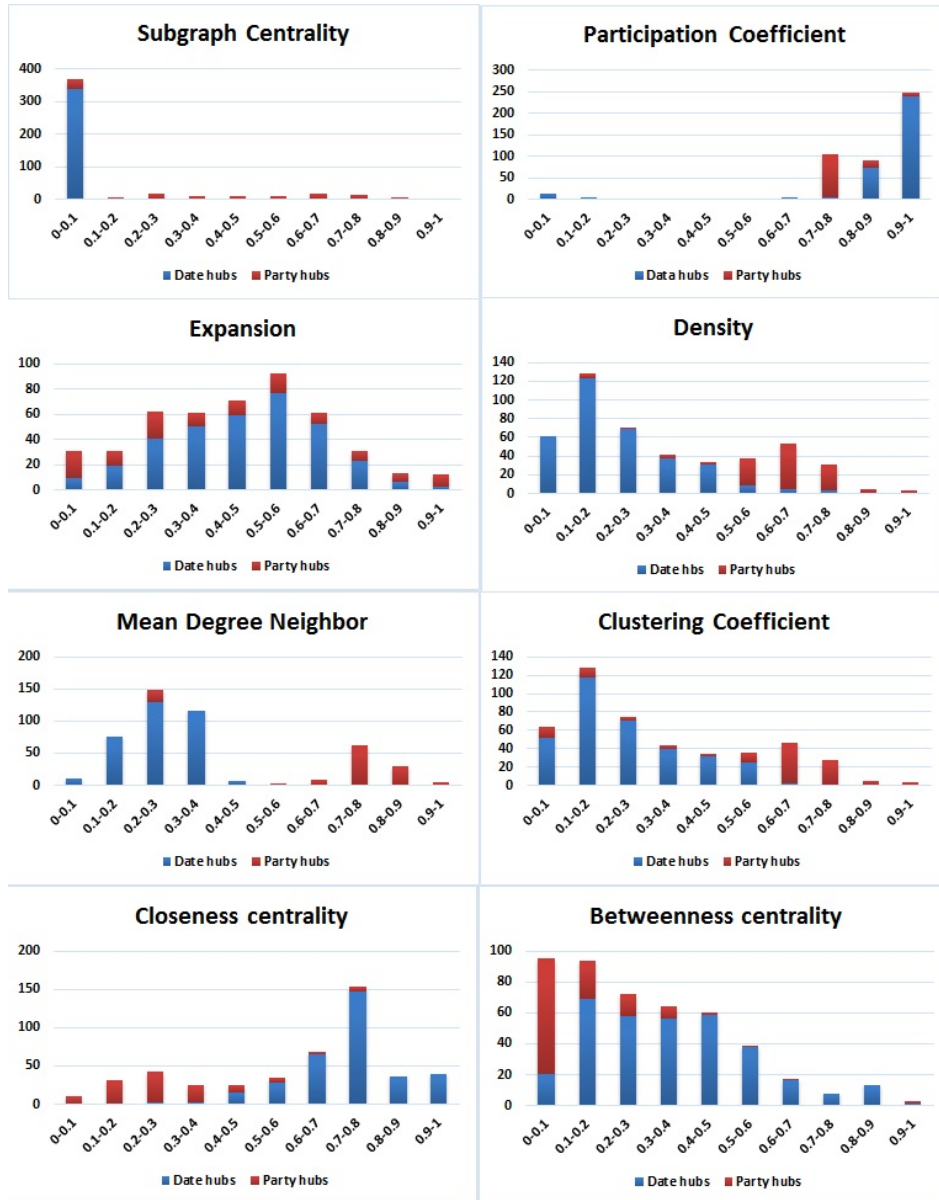 Subgraph Centrality
400
300
200
100
0
0-0.1 0.1-0.2 0.2-0.3 0.3-0.4 0.4-0.5 0.5-0.6 0.6-0.7 0.7-0.8 0.8-0.9 0.9-1
Date hubs Party hubs
Participation Coefficient
300
250
200
150
100
50
0
0-0.1 0.1-0.2 0.2-0.3 0.3-0.4 0.4-0.5 0.5-0.6 0.6-0.7 0.7-0.8 0.8-0.9 0.9-1
Data hubs Party hubs
Expansion
100
80
60
40
20
0
0-0.1 0.1-0.2 0.2-0.3 0.3-0.4 0.4-0.5 0.5-0.6 0.6-0.7 0.7-0.8 0.8-0.9 0.9-1
Date hubs Party hubs
Density
140
120
100
80
60
40
20
0
0-0.1 0.1-0.2 0.2-0.3 0.3-0.4 0.4-0.5 0.5-0.6 0.6-0.7 0.7-0.8 0.8-0.9 0.9-1
Date hbs Party hubs
Mean Degree Neighbor
200
150
100
50
0
0-0.1 0.1-0.2 0.2-0.3 0.3-0.4 0.4-0.5 0.5-0.6 0.6-0.7 0.7-0.8 0.8-0.9 0.9-1
Date hubs Party hubs
Clustering Coefficient
140
120
100
80
60
40
20
0
0-0.1 0.1-0.2 0.2-0.3 0.3-0.4 0.4-0.5 0.5-0.6 0.6-0.7 0.7-0.8 0.8-0.9 0.9-1
Date hubs Party hubs
Closeness centrality
200
150
100
50
0
0-0.1 0.1-0.2 0.2-0.3 0.3-0.4 0.4-0.5 0.5-0.6 0.6-0.7 0.7-0.8 0.8-0.9 0.9-1
Date hubs Party hubs
Betweenness centrality
100
80
60
40
20
0
0-0.1 0.1-0.2 0.2-0.3 0.3-0.4 0.4-0.5 0.5-0.6 0.6-0.7 0.7-0.8 0.8-0.9 0.9-1
Date hubs Party hubs